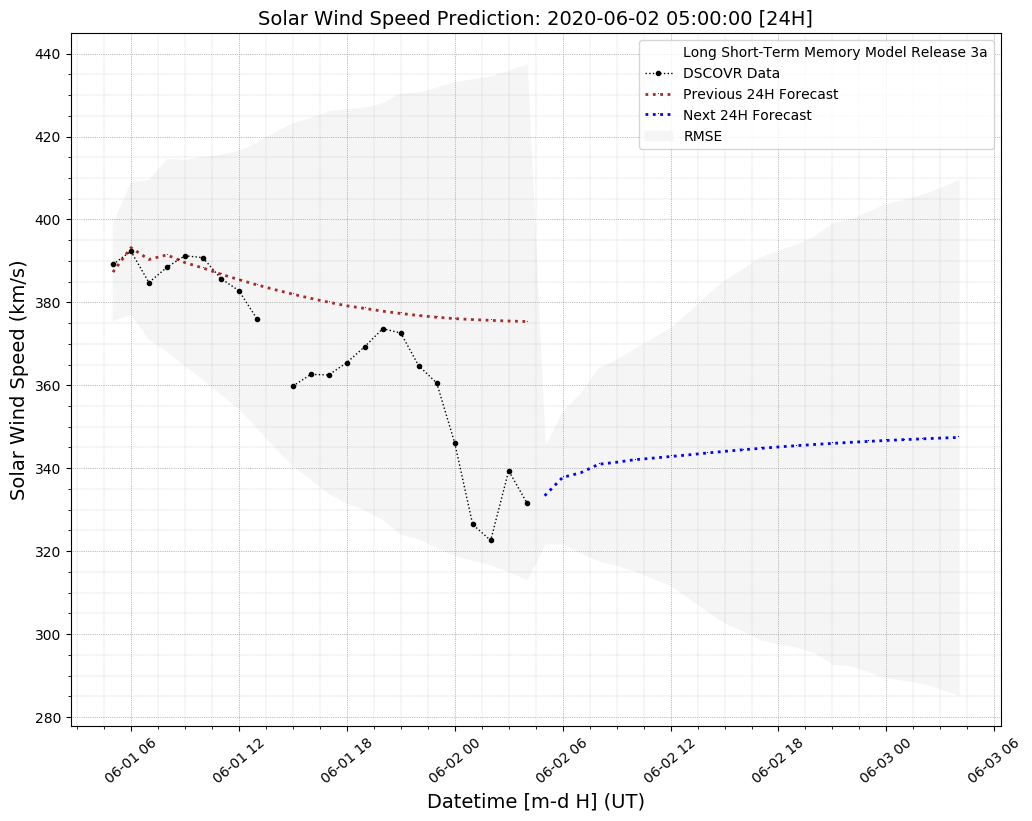 Solar Wind Speed Prediction: 2020-06-02 05:00:00 [24H]
Long Short-Term Memory Model Release 3a
DSCOVR Data
Previous 24H Forecast
Next 24H Forecast
RMSE
Solar Wind Speed (km/s)
440
420
400
380
360
340
320
300
280
06-01 06
06-01 12
06-01 18
06-02 00
06-02 06
06-02 12
06-02 18
06-03 00
06-03 06
Datetime [m-d H] (UT)